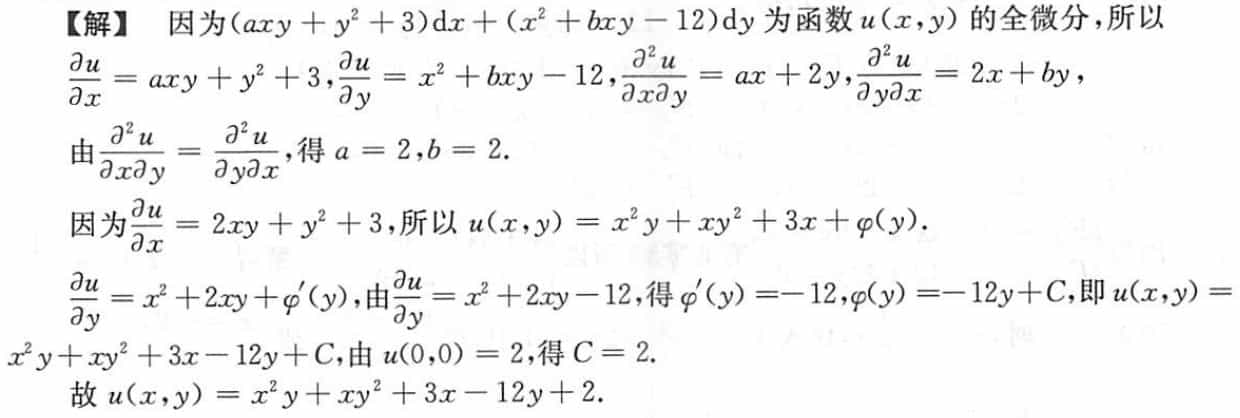 【解】 因为(axy + y² + 3)dx + (x² + bxy − 12)dy 为函数 u(x,y) 的全微分,所以
∂u/∂x = axy + y² + 3,∂u/∂y = x² + bxy − 12,∂²u/∂x∂y = ax + 2y,∂²u/∂y∂x = 2x + by,
由∂²u/∂x∂y = ∂²u/∂y∂x,得 a = 2,b = 2.
因为∂u/∂x = 2xy + y² + 3,所以 u(x,y) = x²y + xy² + 3x + φ(y).
∂u/∂y = x² + 2xy + φ′(y),由∂u/∂y = x² + 2xy − 12,得 φ′(y) = − 12,φ(y) = − 12y + C,即 u(x,y) =
x²y + xy² + 3x − 12y + C,由 u(0,0) = 2,得 C = 2.
故 u(x,y) = x²y + xy² + 3x − 12y + 2.